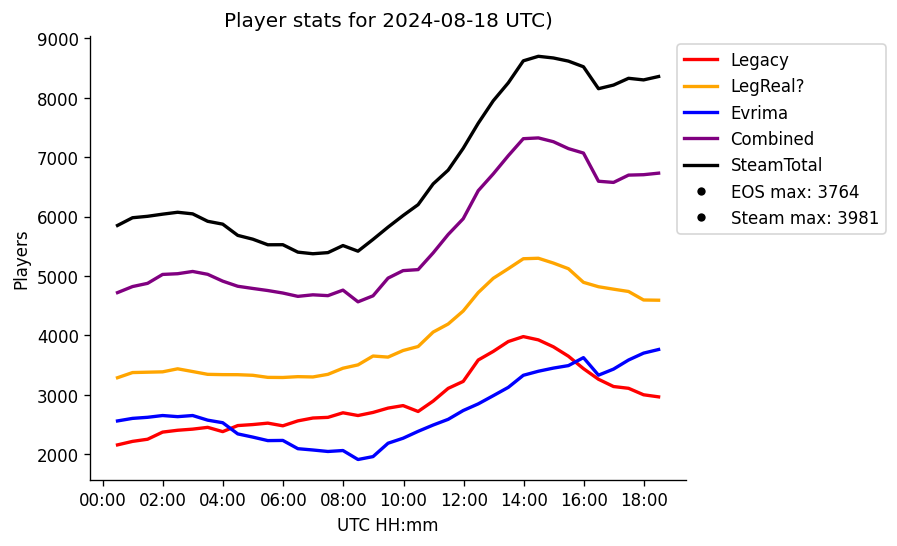 Player stats for 2024-08-18 UTC)
9000
8000
7000
6000
5000
4000
3000
2000
Players
00:00 02:00 04:00 06:00 08:00 10:00 12:00 14:00 16:00 18:00
UTC HH:mm
Legacy
LegReal?
Evrima
Combined
SteamTotal
EOS max: 3764
Steam max: 3981